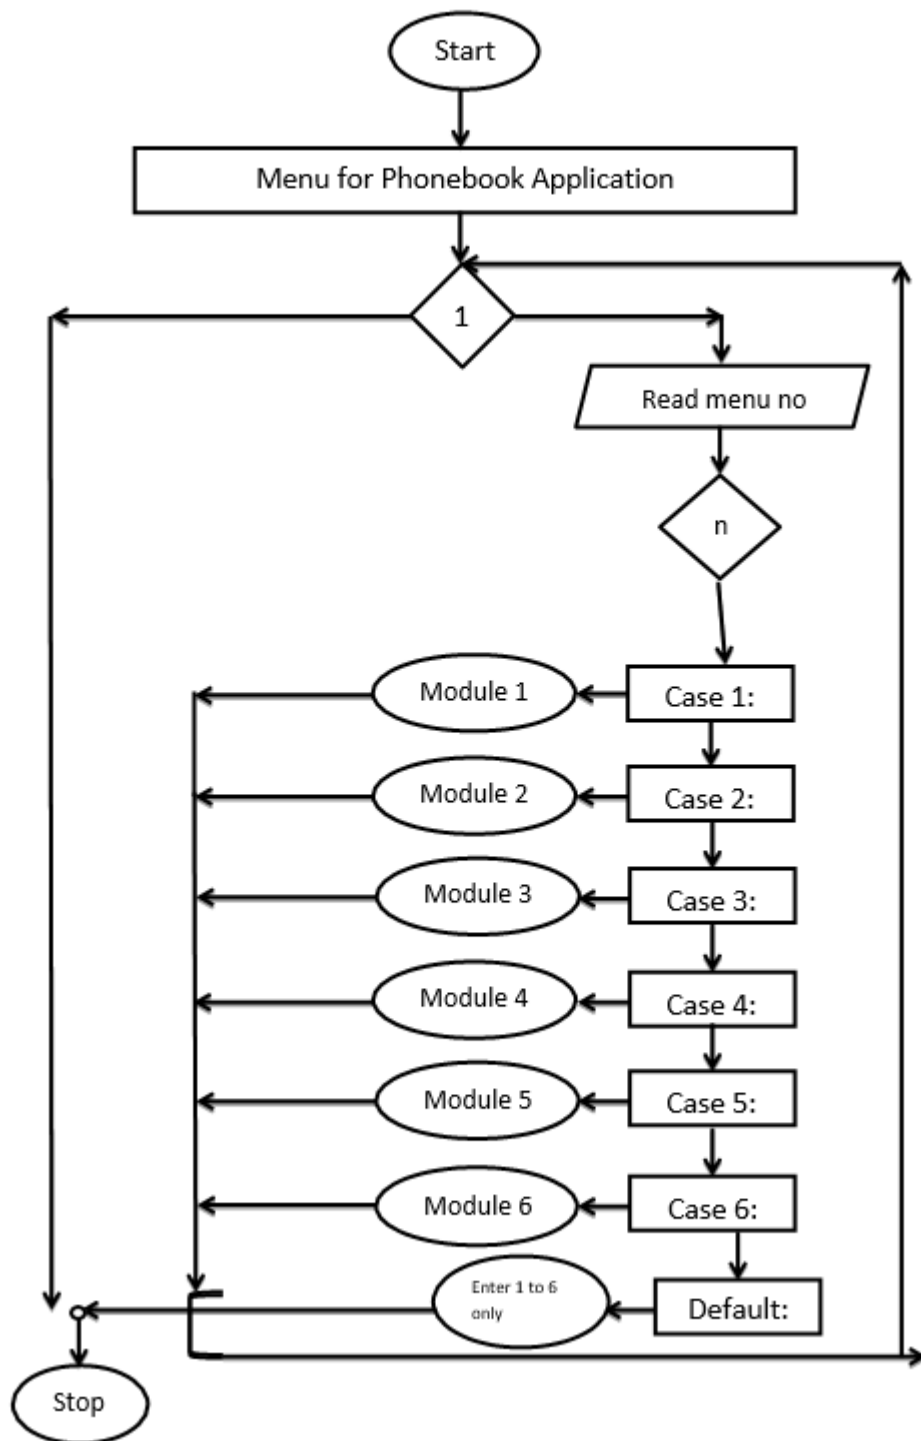 Start
Menu for Phonebook Application
1
Read menu no
n
Module 1
Case 1:
Module 2
Case 2:
Module 3
Case 3:
Module 4
Case 4:
Module 5
Case 5:
Module 6
Case 6:
Enter 1 to 6
only
Default:
Stop